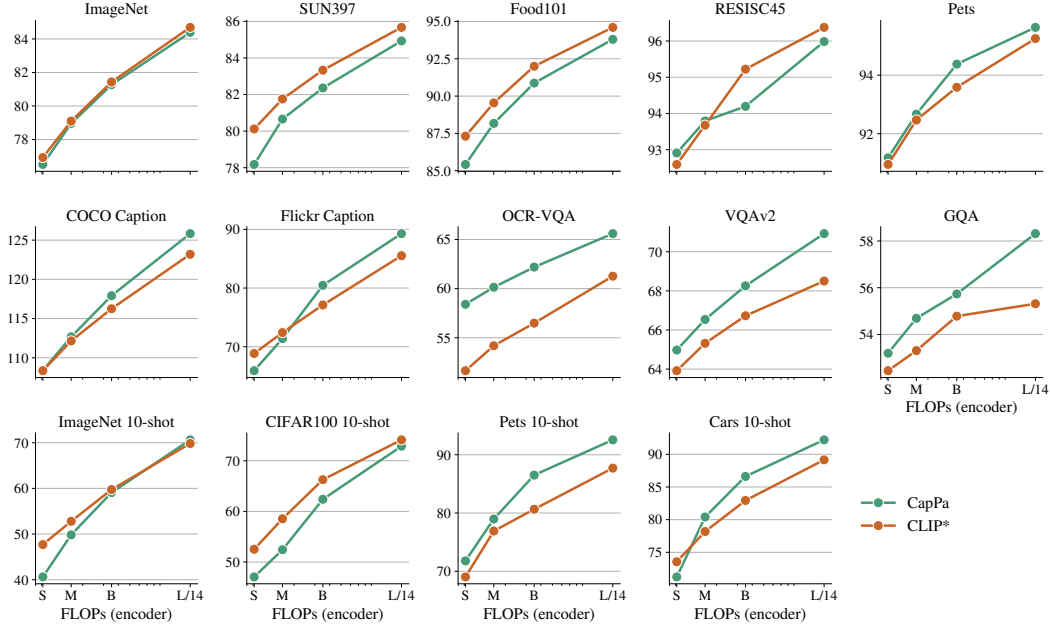 ImageNet
84
82
80
78
SUN397
86
84
82
80
78
Food101
95.0
92.5
90.0
87.5
85.0
RESISC45
96
95
94
93
Pets
94
92
COCO Caption
125
120
115
110
Flickr Caption
90
80
70
OCR-VQA
65
60
55
VQAv2
70
68
66
64
GQA
58
56
54
S M B L/14
FLOPs (encoder)
ImageNet 10-shot
70
60
50
40
S M B L/14
FLOPs (encoder)
CIFAR100 10-shot
70
60
50
S M B L/14
FLOPs (encoder)
Pets 10-shot
90
80
70
S M B L/14
FLOPs (encoder)
Cars 10-shot
90
85
80
75
S M B L/14
FLOPs (encoder)
CapPa
CLIP*